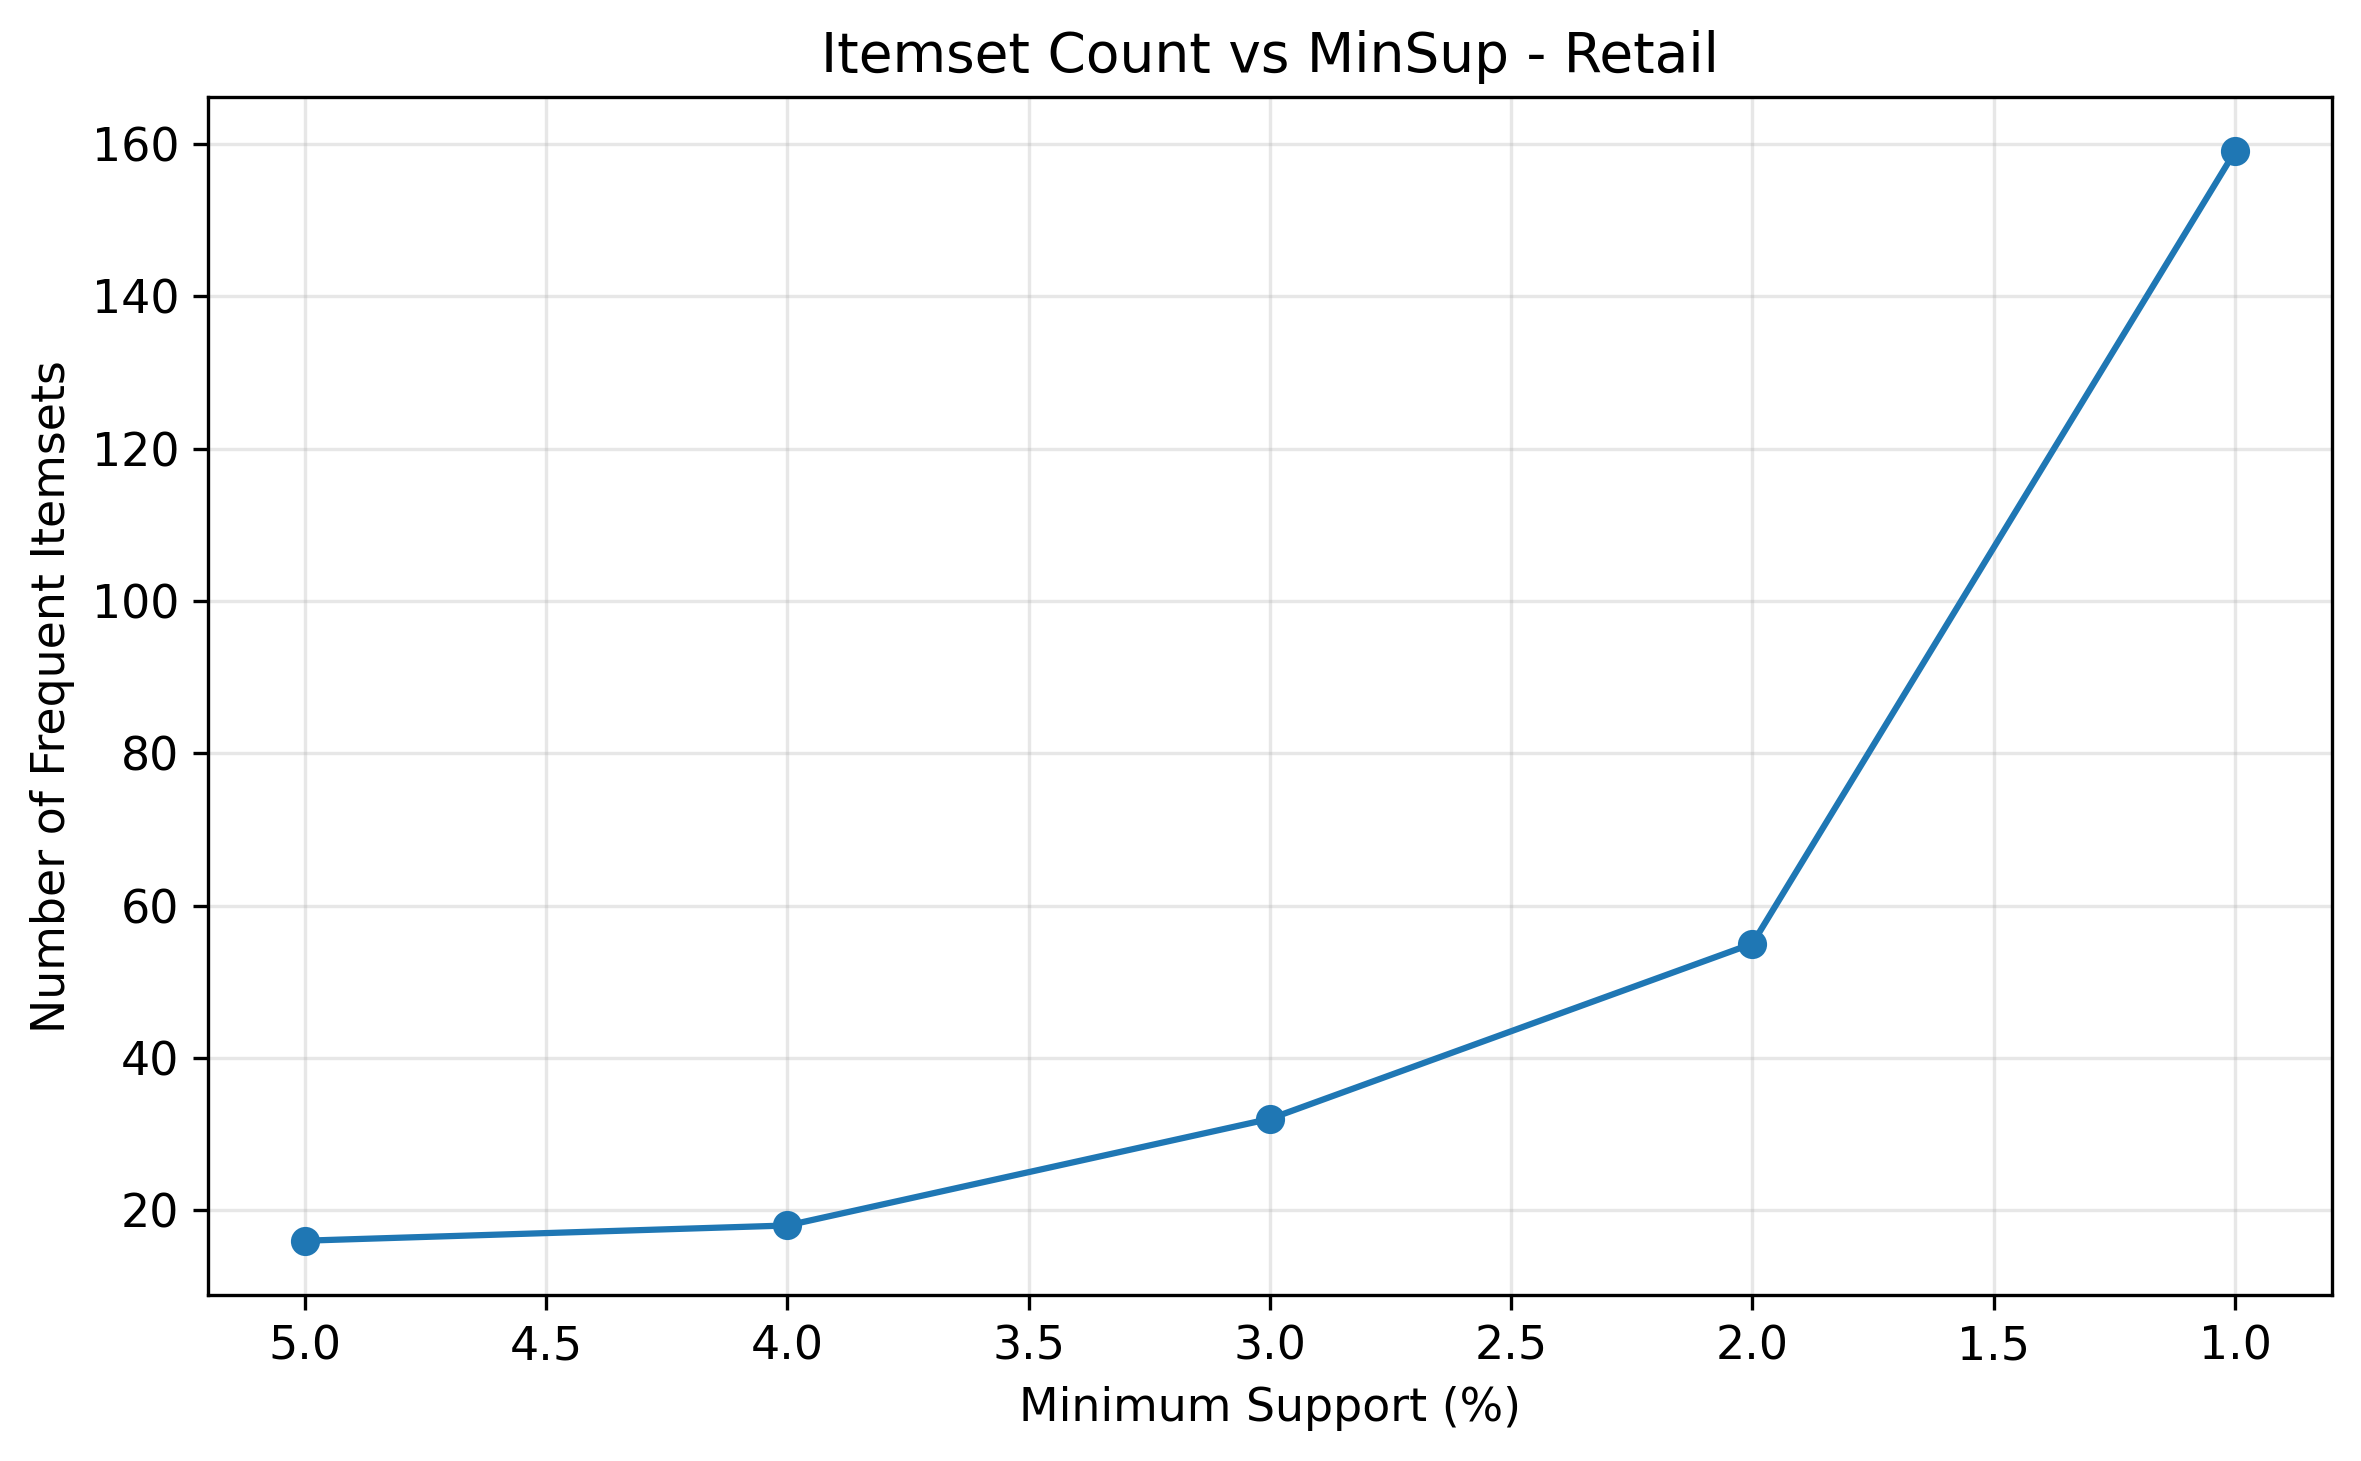 Itemset Count vs MinSup - Retail
Number of Frequent Itemsets
160
140
120
100
80
60
40
20
5.0 4.5 4.0 3.5 3.0 2.5 2.0 1.5 1.0
Minimum Support (%)